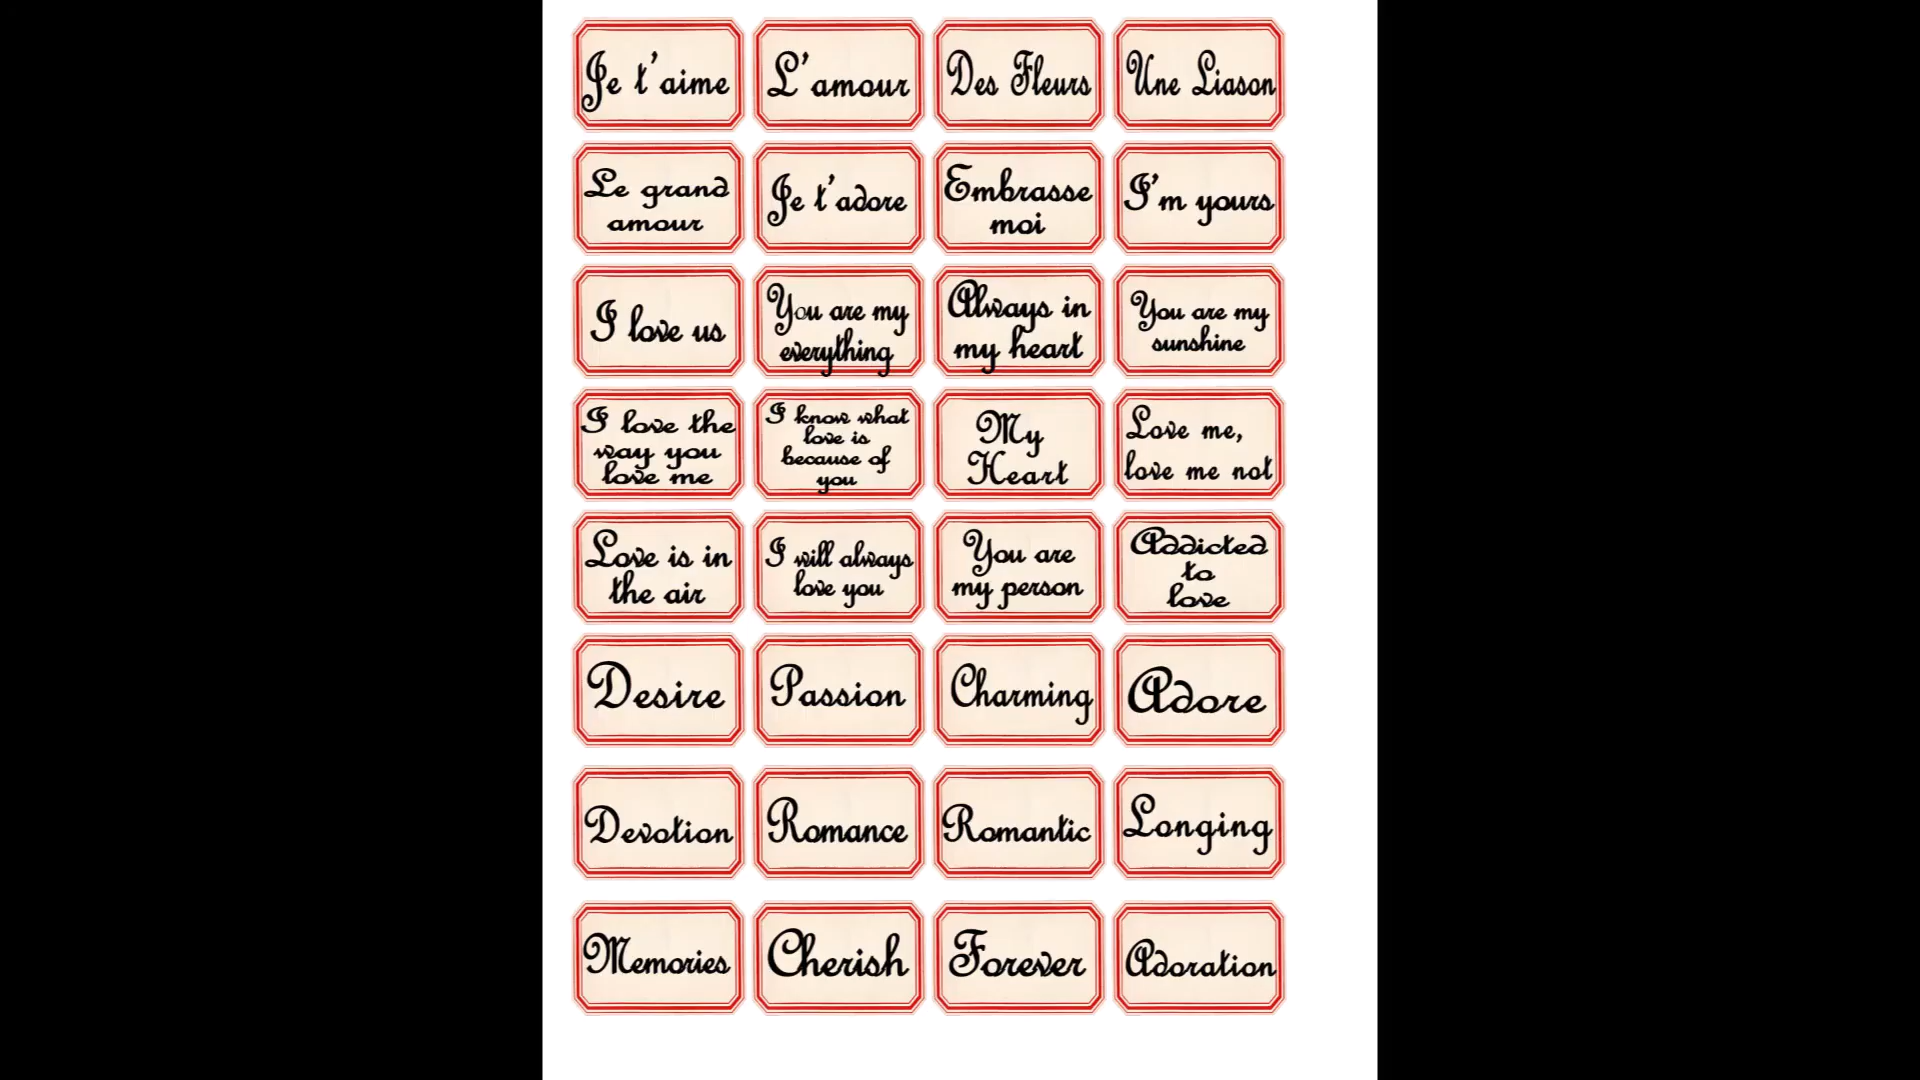 Je t'aime
L'amour
Des Fleurs
Une Liason
Le grand
amour
Je t'adore
Embrasse
moi
I'm yours
I love us
You are my
everything
Always in
my heart
You are my
sunshine
I love the
way you
love me
I know what
love is
because of
you
My
Heart
Love me,
love me not
Love is in
the air
I will always
love you
You are
my person
Addicted
to
love
Desire
Passion
Charming
Adore
Devotion
Romance
Romantic
Longing
Memories
Cherish
Forever
Adoration